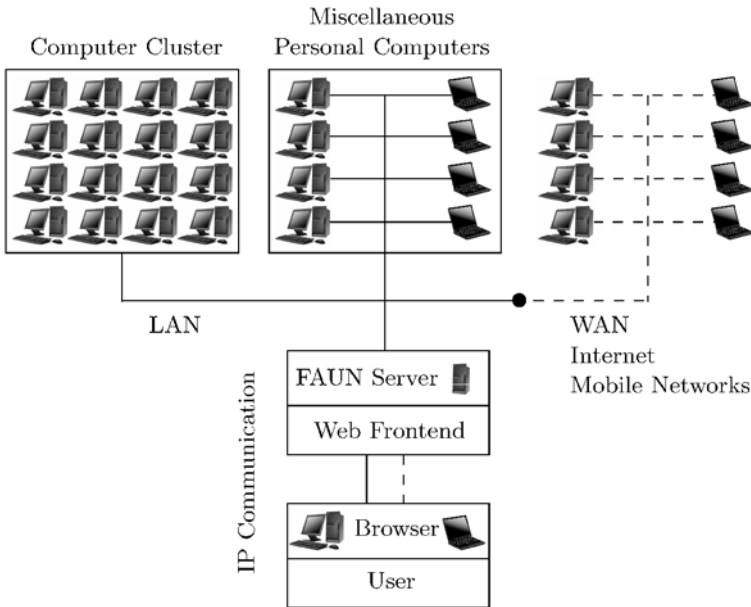 Miscellaneous
Computer Cluster
Personal Computers
LAN
WAN
Internet
Mobile Networks
FAUN Server
Web Frontend
IP Communication
Browser
User